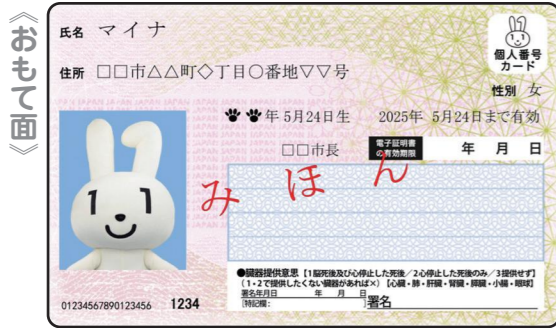 《おもて面》
氏名 マイナ
個人番号
カード
住所 □□市△△町◇丁目○番地▽▽号
性別 女
年5月24日生 2025年 5月24日まで有効
□□市長 電子証明書の有効期限 年 月 日
みほん
1 1
●臓器提供意思【1脳死後及び心停止した死後／2心停止した死後のみ／3提供せず】
(1・2で提供したくない臓器があれば×)【心臓・肺・肝臓・腎臓・膵臓・小腸・眼球】
署名年月日 年 月 日
[特記欄: ]署名
01234567890123456 1234